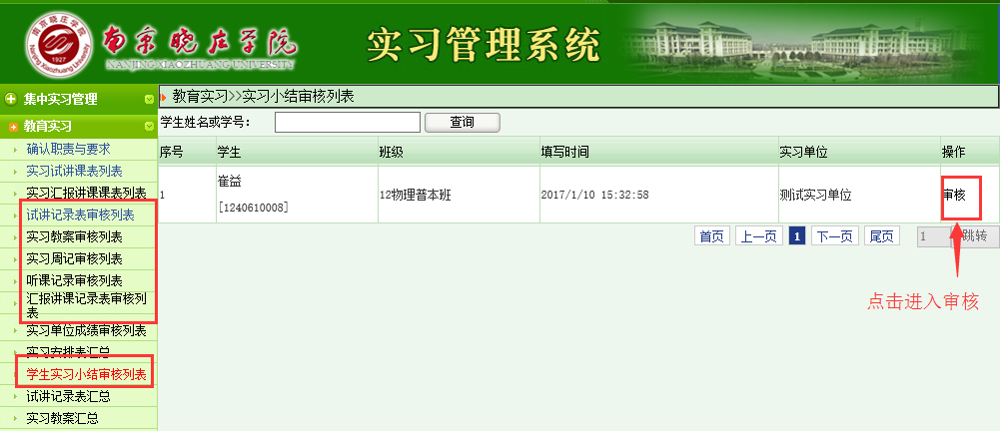 南京晓庄学院
NANJING XIAOZHUANG UNIVERSITY
1927
实习管理系统
集中实习管理
教育实习
确认职责与要求
实习试讲课表列表
实习汇报讲课课表列表
试讲记录表审核列表
实习教案审核列表
实习周记审核列表
听课记录审核列表
汇报讲课记录表审核列
表
实习单位成绩审核列表
实习安排表汇总
学生实习小结审核列表
试讲记录表汇总
实习教案汇总
教育实习>>实习小结审核列表
学生姓名或学号: 查询
序号 学生 班级 填写时间 实习单位 操作
1 崔益 12物理普本班 2017/1/10 15:32:58 测试实习单位 审核
[1240610008]
首页 上一页 1 下一页 尾页 1 跳转
点击进入审核